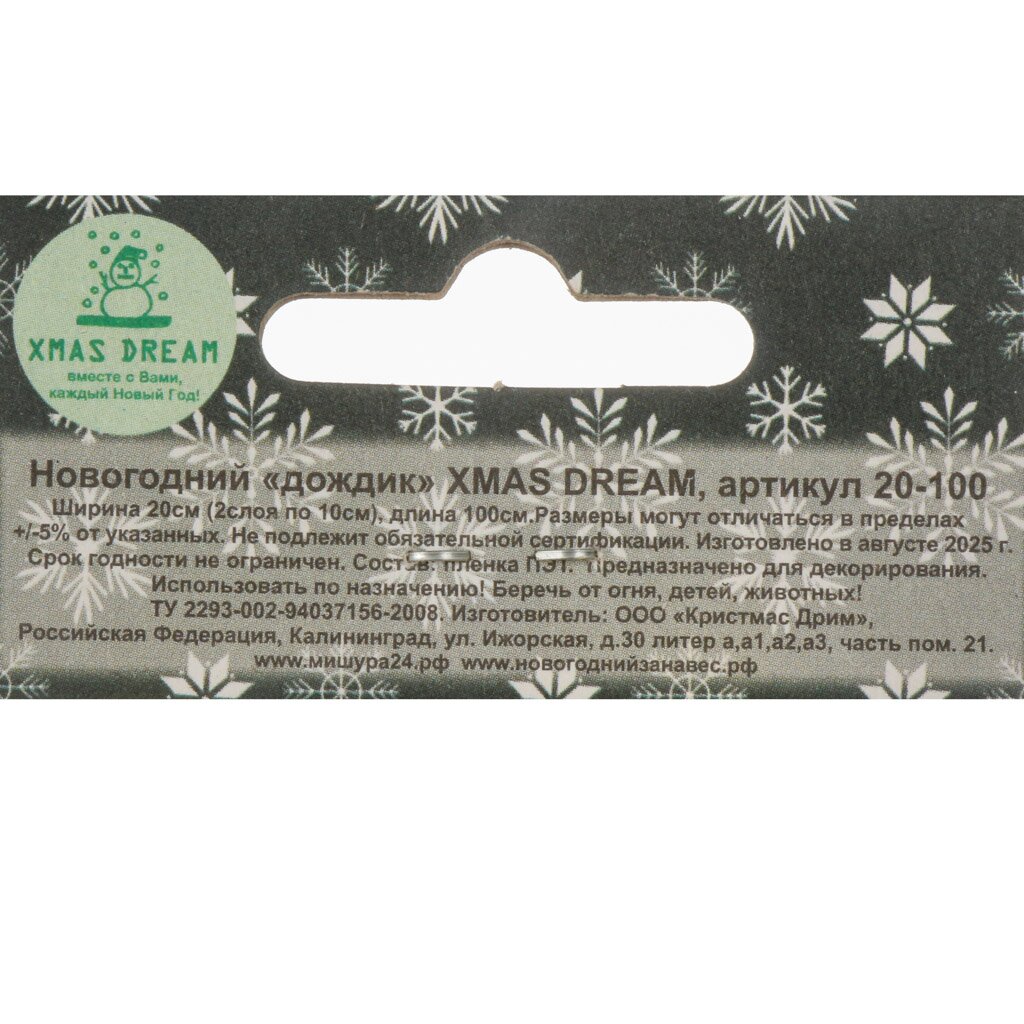 XMAS DREAM
вместе с Вами,
каждый Новый Год!
Новогодний «дождик» XMAS DREAM, артикул 20-100
Ширина 20см (2слоя по 10см), длина 100см.Размеры могут отличаться в пределах
+/-5% от указанных. Не подлежит обязательной сертификации. Изготовлено в августе 2025 г.
Срок годности не ограничен. Состав: пленка ПЭТ. Предназначено для декорирования.
Использовать по назначению! Беречь от огня, детей, животных!
ТУ 2293-002-94037156-2008. Изготовитель: ООО «Кристмас Дрим»,
Российская Федерация, Калининград, ул. Ижорская, д.30 литер а,а1,а2,а3, часть пом. 21.
www.мишура24.рф www.новогоднийзанавес.рф